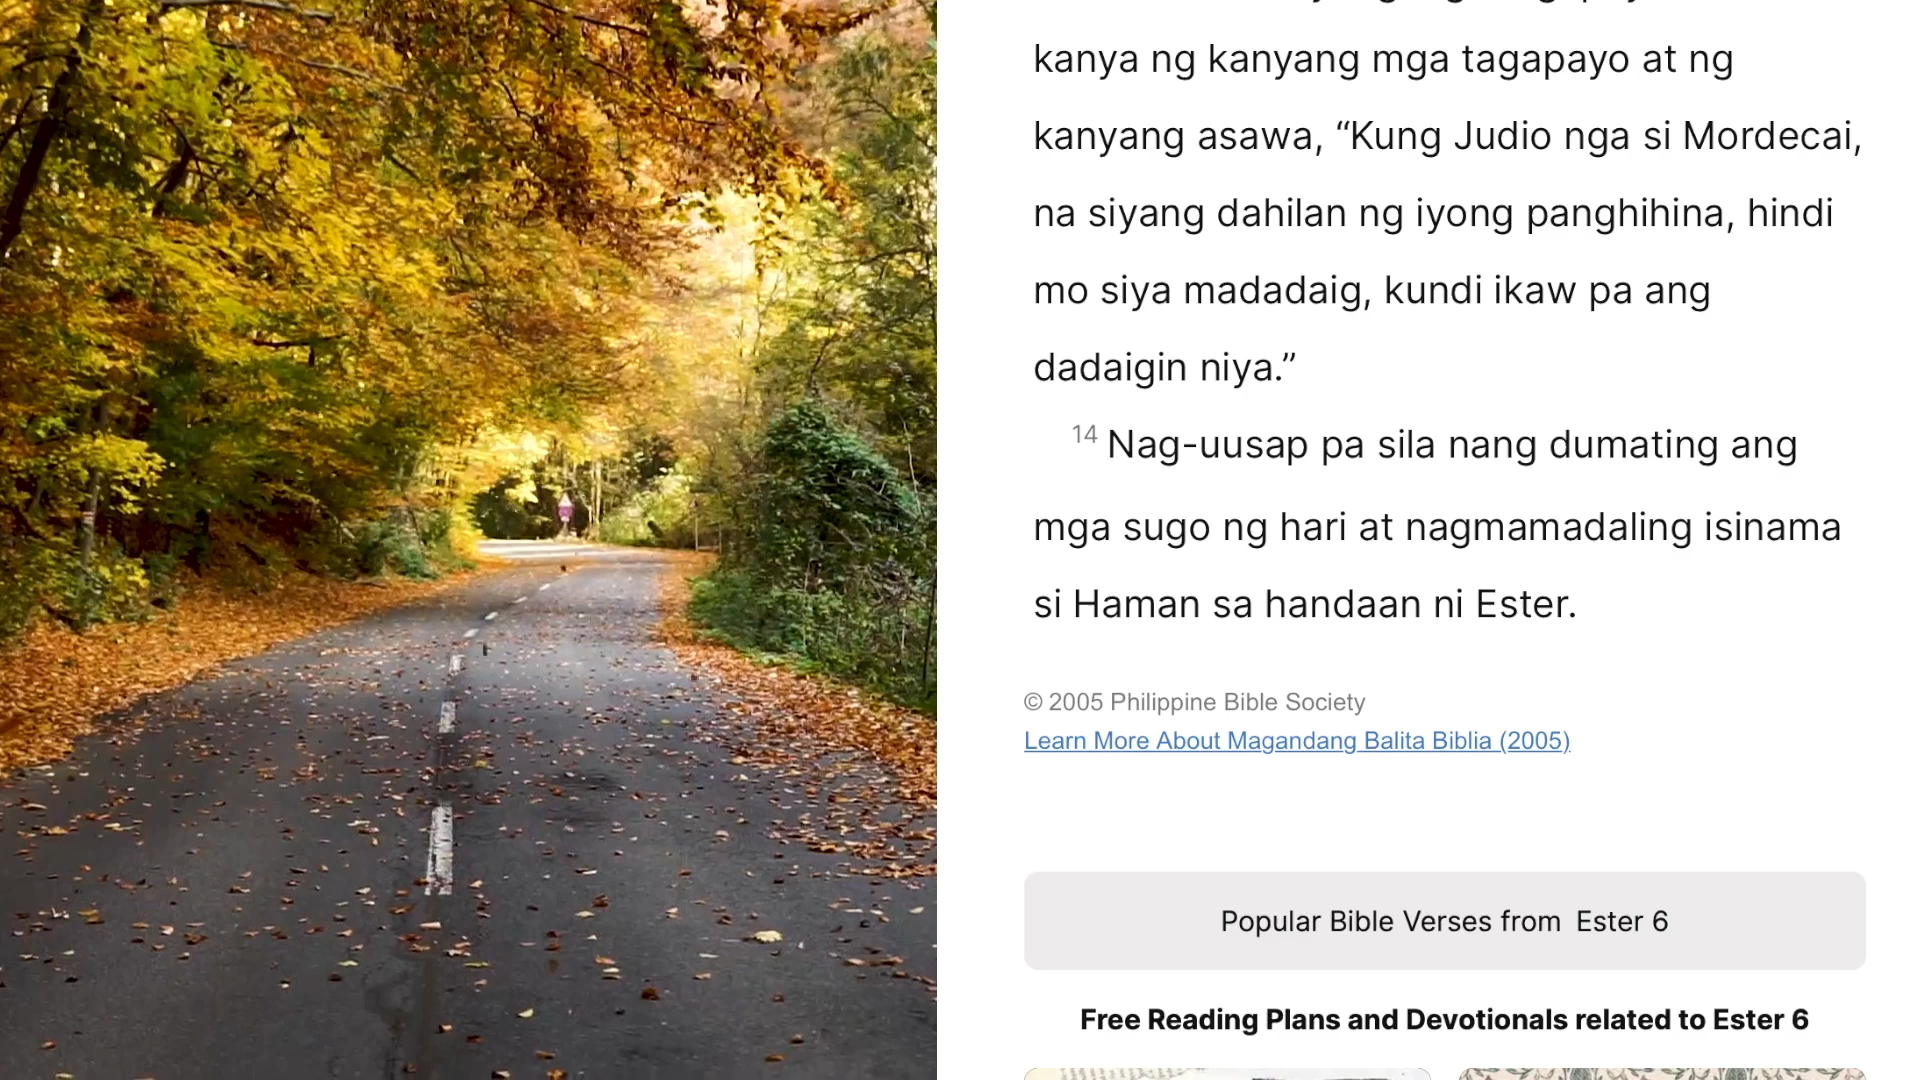 kanya ng kanyang mga tagapayo at ng
kanyang asawa, “Kung Judio nga si Mordecai,
na siyang dahilan ng iyong panghihina, hindi
mo siya madadaig, kundi ikaw pa ang
dadaigin niya.”
14 Nag-uusap pa sila nang dumating ang
mga sugo ng hari at nagmamadaling isinama
si Haman sa handaan ni Ester.
© 2005 Philippine Bible Society
Learn More About Magandang Balita Biblia (2005)
Popular Bible Verses from Ester 6
Free Reading Plans and Devotionals related to Ester 6